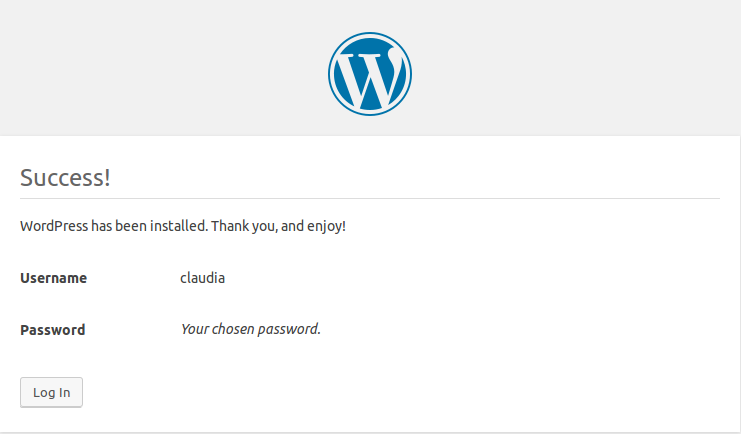 Success!
WordPress has been installed. Thank you, and enjoy!
Username claudia
Password Your chosen password.
Log In